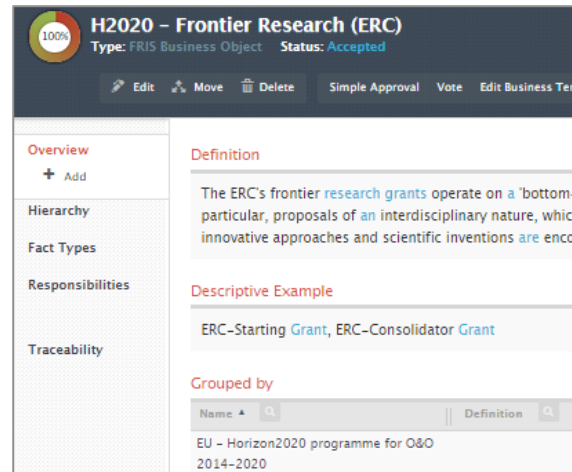 100%
H2020 – Frontier Research (ERC)
Type: FRIS Business Object Status: Accepted
Edit Move Delete Simple Approval Vote Edit Business
Overview
+ Add
Hierarchy
Fact Types
Responsibilities
Traceability
Definition
The ERC's frontier research grants operate on a 'bottom-
particular, proposals of an interdisciplinary nature,
innovative approaches and scientific inventions are
Descriptive Example
ERC–Starting Grant, ERC–Consolidator Grant
Grouped by
Name Definition
EU – Horizon2020 programme for O&O
2014–2020